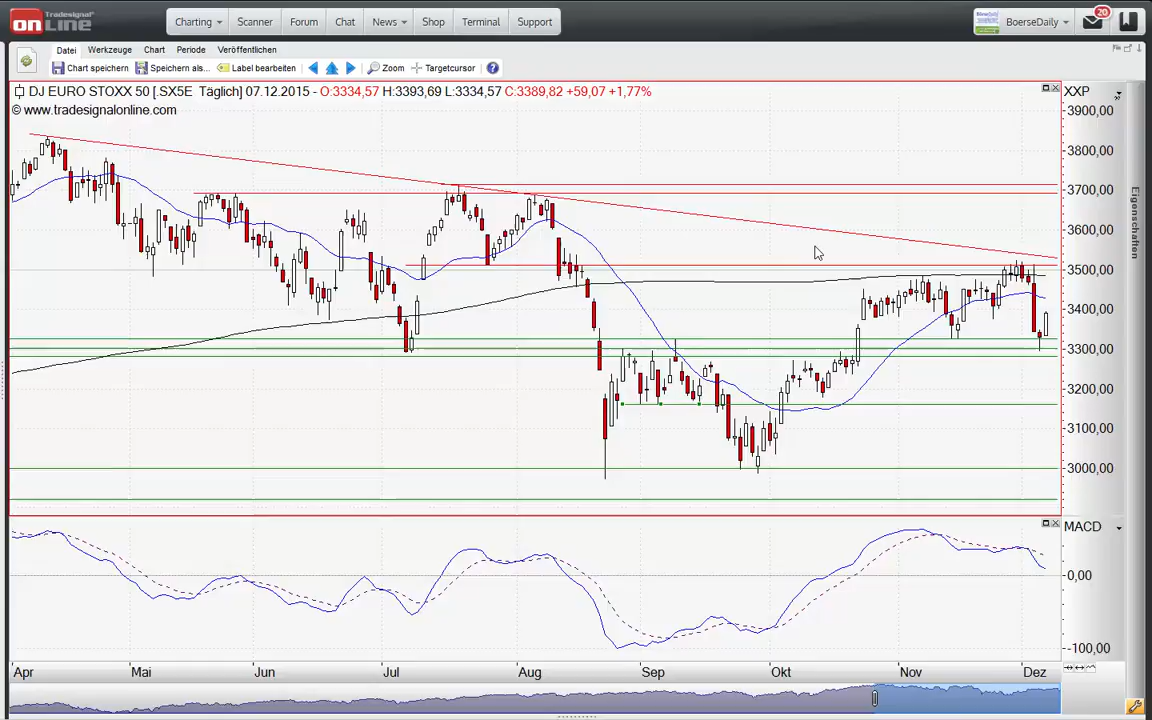 Tradesignal
on LiNE
Charting Scanner Forum Chat News Shop Terminal Support
BoerseDaily
20
Datei Werkzeuge Chart Periode Veröffentlichen
Chart speichern Speichern als... Label bearbeiten Zoom Targetcursor ?
DJ EURO STOXX 50 [.SX5E Täglich] 07.12.2015 - O:3334,57 H:3393,69 L:3334,57 C:3389,82 +59,07 +1,77%
© www.tradesignalonline.com
XXP
3900,00
3800,00
3700,00
3600,00
3500,00
3400,00
3300,00
3200,00
3100,00
3000,00
Eigenschaften
MACD
0,00
-100,00
Apr Mai Jun Jul Aug Sep Okt Nov Dez